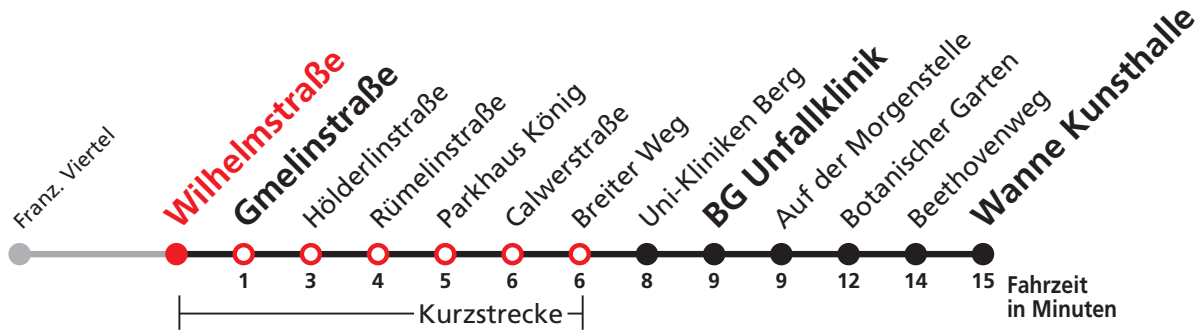 Franz. Viertel
Wilhelmstraße
Gmelinstraße
Hölderlinstraße
Rümelinstraße
Parkhaus König
Calwerstraße
Breiter Weg
Uni-Kliniken Berg
BG Unfallklinik
Auf der Morgenstelle
Botanischer Garten
Beethovenweg
Wanne Kunsthalle
1 3 4 5 6 6 8 9 9 12 14 15 Fahrzeit
in Minuten
Kurzstrecke